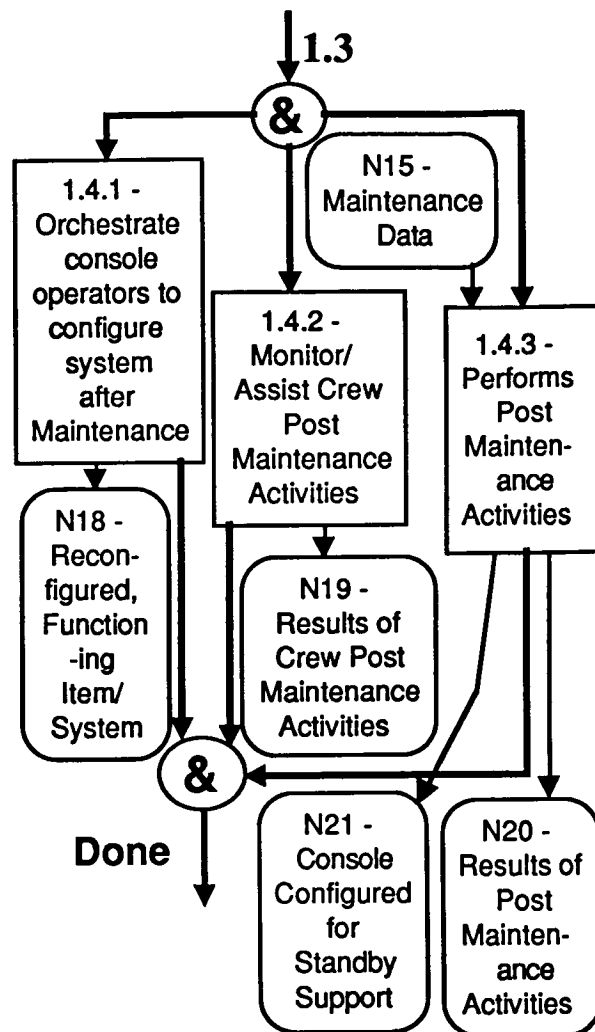 1.3
&
1.4.1 -
Orchestrate
console
operators to
configure
system
after
Maintenance
N15 -
Maintenance
Data
1.4.2 -
Monitor/
Assist Crew
Post
Maintenance
Activities
1.4.3 -
Performs
Post
Mainten-
ance
Activities
N18 -
Recon-
figured,
Function
-ing
Item/
System
N19 -
Results of
Crew Post
Maintenance
Activities
&
Done
N21 -
Console
Configured
for
Standby
Support
N20 -
Results of
Post
Mainten-
ance
Activities